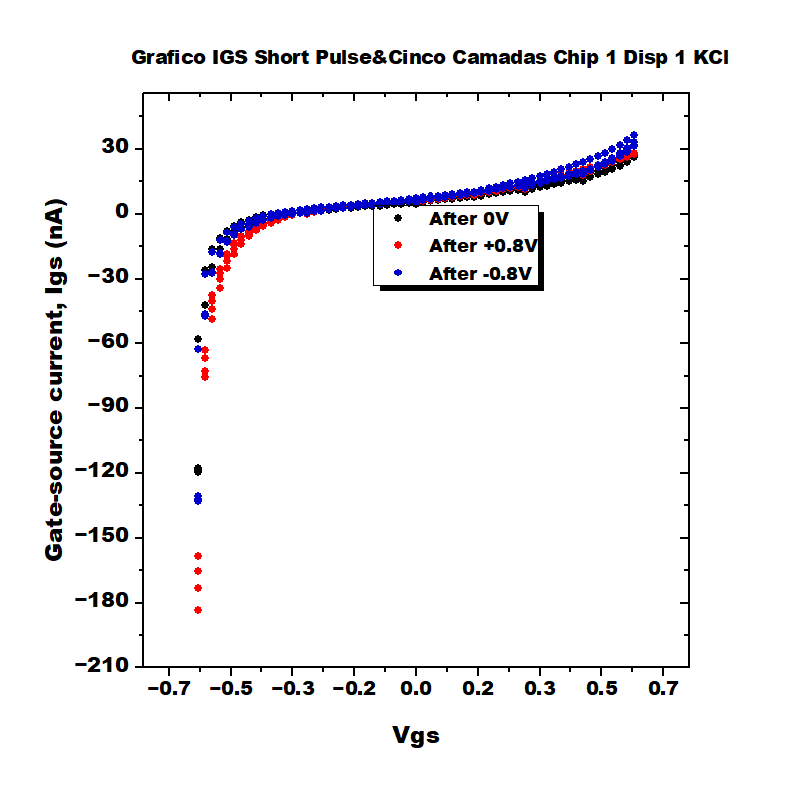 Grafico IGS Short Pulse&Cinco Camadas Chip 1 Disp 1 KCl
Gate-source current, Igs (nA)
30
0
−30
−60
−90
−120
−150
−180
−210
After 0V
After +0.8V
After -0.8V
−0.7 −0.5 −0.3 −0.2 0.0 0.2 0.3 0.5 0.7
Vgs